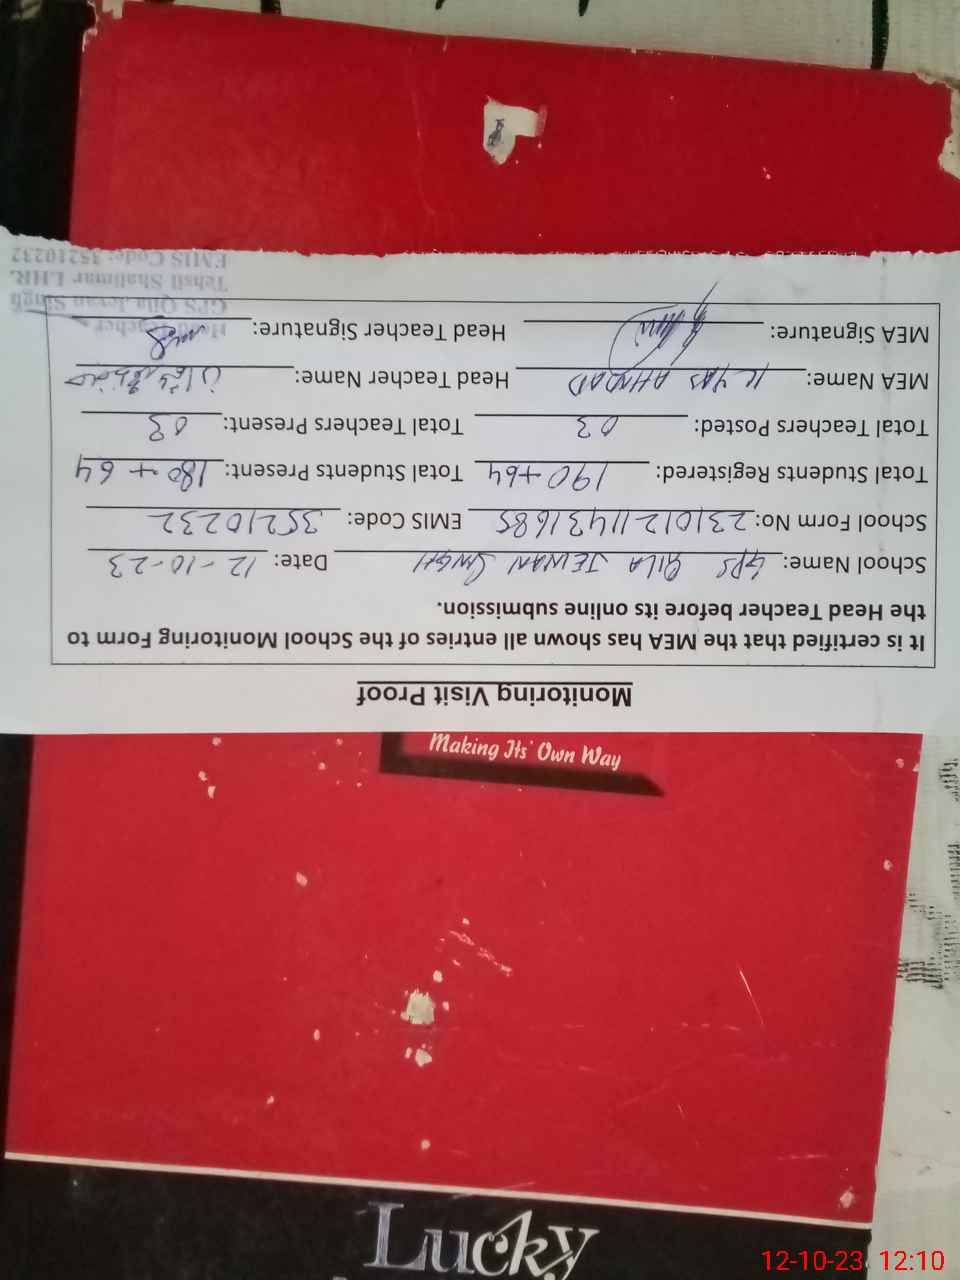 Monitoring Visit Proof
It is certified that the MEA has shown all entries of the School Monitoring Form to
the Head Teacher before its online submission.
School Name: GPS QILA JEWAN SINGH Date: 12-10-23
School Form No: 231012114431685 EMIS Code: 35210232
Total Students Registered: 190+64 Total Students Present: 180+64
Total Teachers Posted: 03 Total Teachers Present: 03
MEA Name: ILYAS AHMAD Head Teacher Name:
MEA Signature: Head Teacher Signature:
Head Teacher
GPS Qila Jevan Singh
Tehsil Shalimar LHR.
EMIS Code: 35210232
Making Its' Own Way
Lucky
12-10-23 12:10